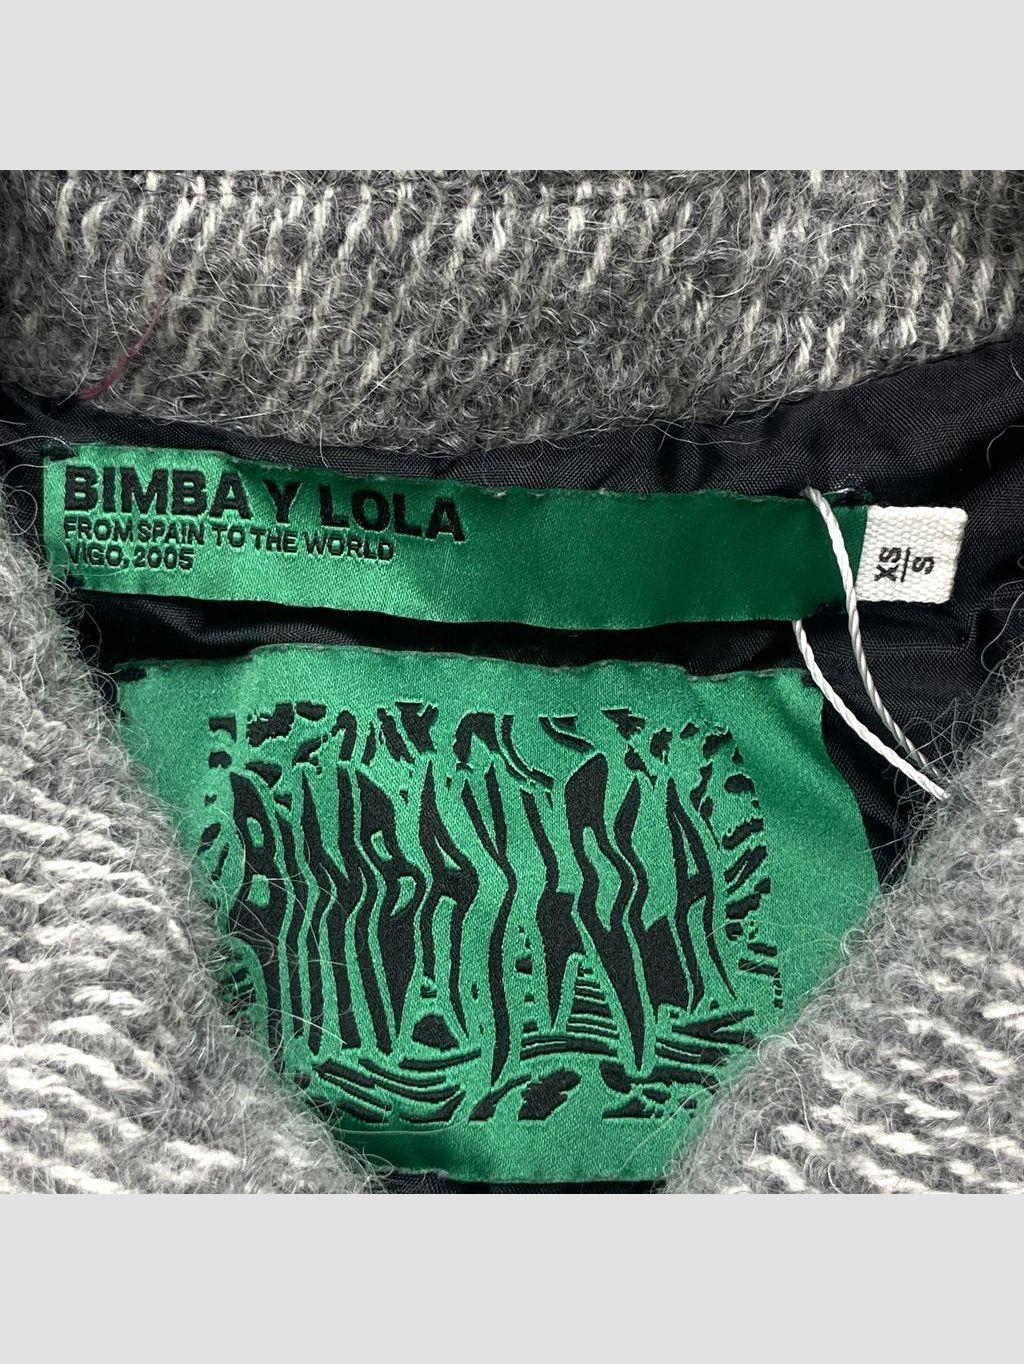 BIMBA Y LOLA
FROM SPAIN TO THE WORLD
VIGO, 2005
XS
S
BIMBA Y LOLA